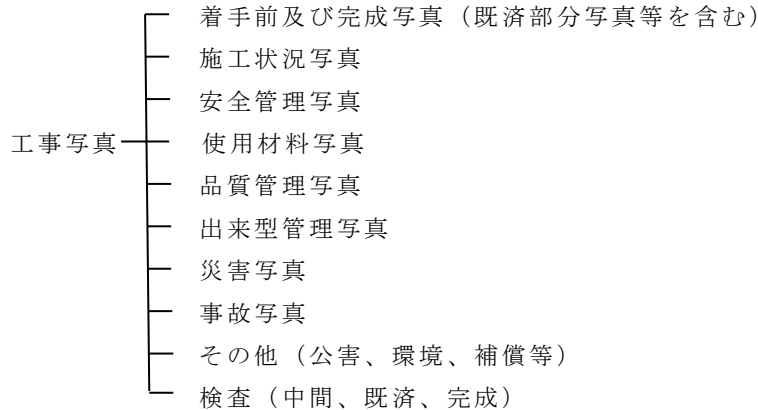 着手前及び完成写真（既済部分写真等を含む）
施工状況写真
安全管理写真
工事写真 使用材料写真
品質管理写真
出来型管理写真
災害写真
事故写真
その他（公害、環境、補償等）
検査（中間、既済、完成）